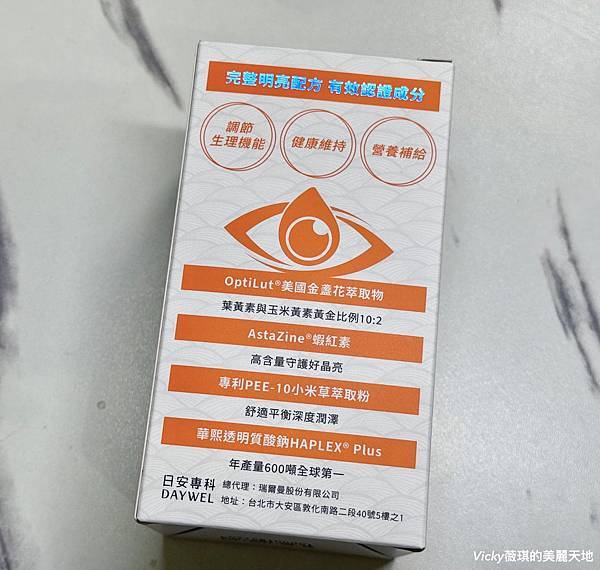 完整明亮配方 有效認證成分
調節
生理機能
健康維持
營養補給
OptiLut®美國金盞花萃取物
葉黃素與玉米黃素黃金比例10:2
AstaZine®蝦紅素
高含量守護好晶亮
專利PEE-10小米草萃取粉
舒適平衡深度潤澤
華熙透明質酸鈉HAPLEX® Plus
年產量600噸全球第一
日安專科
DAYWEL
總代理：瑞爾曼股份有限公司
地址：台北市大安區敦化南路二段40號5樓之1
Vicky薇琪的美麗天地